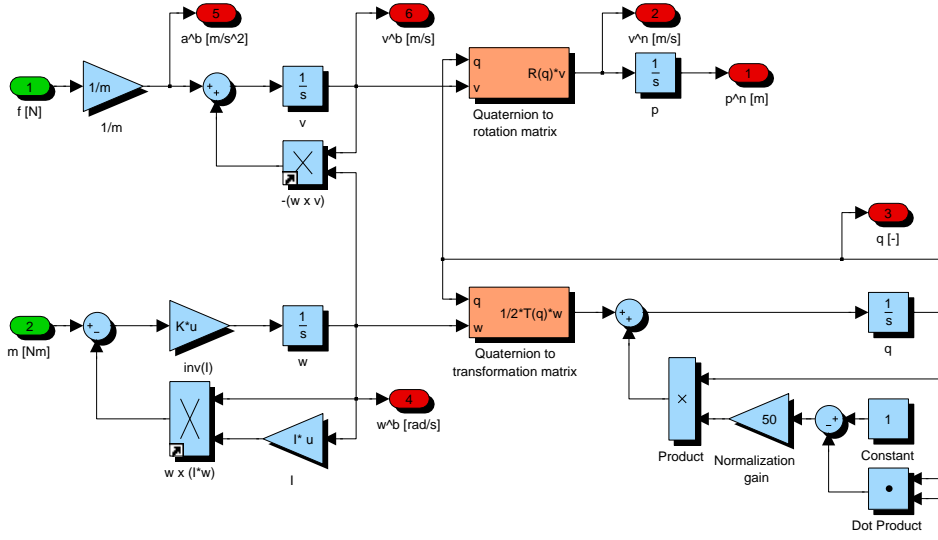 5
a^b [m/s^2]
6
v^b [m/s]
2
v^n [m/s]
1
f [N]
1/m
1/m
+
+
1
s
v
q
v
R(q)*v
Quaternion to
rotation matrix
1
s
p
1
p^n [m]
-(w x v)
3
q [-]
2
m [Nm]
+
−
K*u
inv(I)
1
s
w
q
w
1/2*T(q)*w
Quaternion to
transformation matrix
+
+
1
s
q
4
w^b [rad/s]
w x (I*w)
I* u
I
×
Product
50
Normalization
gain
−
+
1
Constant
Dot Product